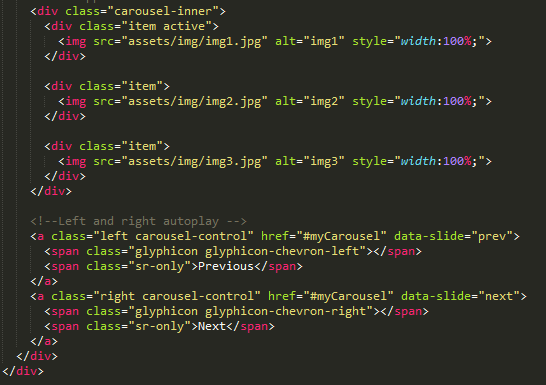 <div class="carousel-inner">
<div class="item active">
<img src="assets/img/img1.jpg" alt="img1" style="width:100%;">
</div>
<div class="item">
<img src="assets/img/img2.jpg" alt="img2" style="width:100%;">
</div>
<div class="item">
<img src="assets/img/img3.jpg" alt="img3" style="width:100%;">
</div>
</div>
<!--Left and right autoplay -->
<a class="left carousel-control" href="#myCarousel" data-slide="prev">
<span class="glyphicon glyphicon-chevron-left"></span>
<span class="sr-only">Previous</span>
</a>
<a class="right carousel-control" href="#myCarousel" data-slide="next">
<span class="glyphicon glyphicon-chevron-right"></span>
<span class="sr-only">Next</span>
</a>
</div>
</div>